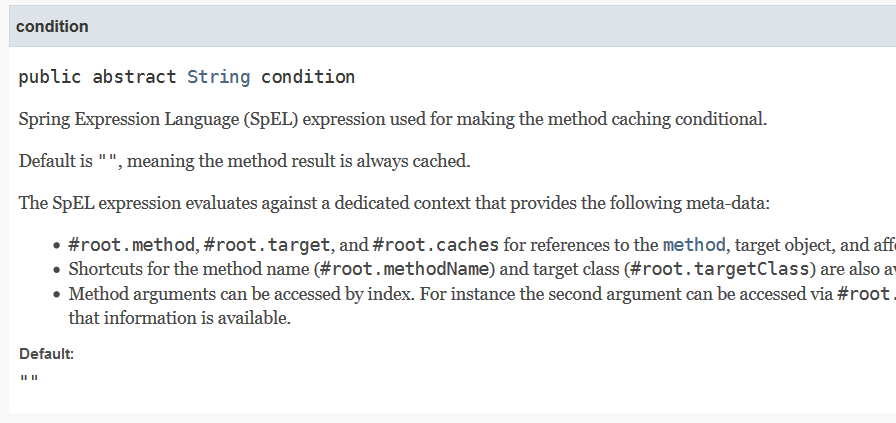 condition
public abstract String condition
Spring Expression Language (SpEL) expression used for making the method caching conditional.
Default is "", meaning the method result is always cached.
The SpEL expression evaluates against a dedicated context that provides the following meta-data:
• #root.method, #root.target, and #root.caches for references to the method, target object, and aff
• Shortcuts for the method name (#root.methodName) and target class (#root.targetClass) are also a
• Method arguments can be accessed by index. For instance the second argument can be accessed via #root.
that information is available.
Default:
""